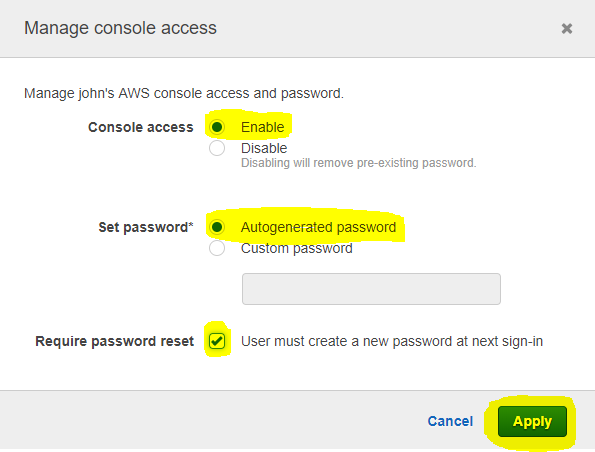 Manage console access
Manage john's AWS console access and password.
Console access Enable
Disable
Disabling will remove pre-existing password.
Set password* Autogenerated password
Custom password
Require password reset User must create a new password at next sign-in
Cancel Apply